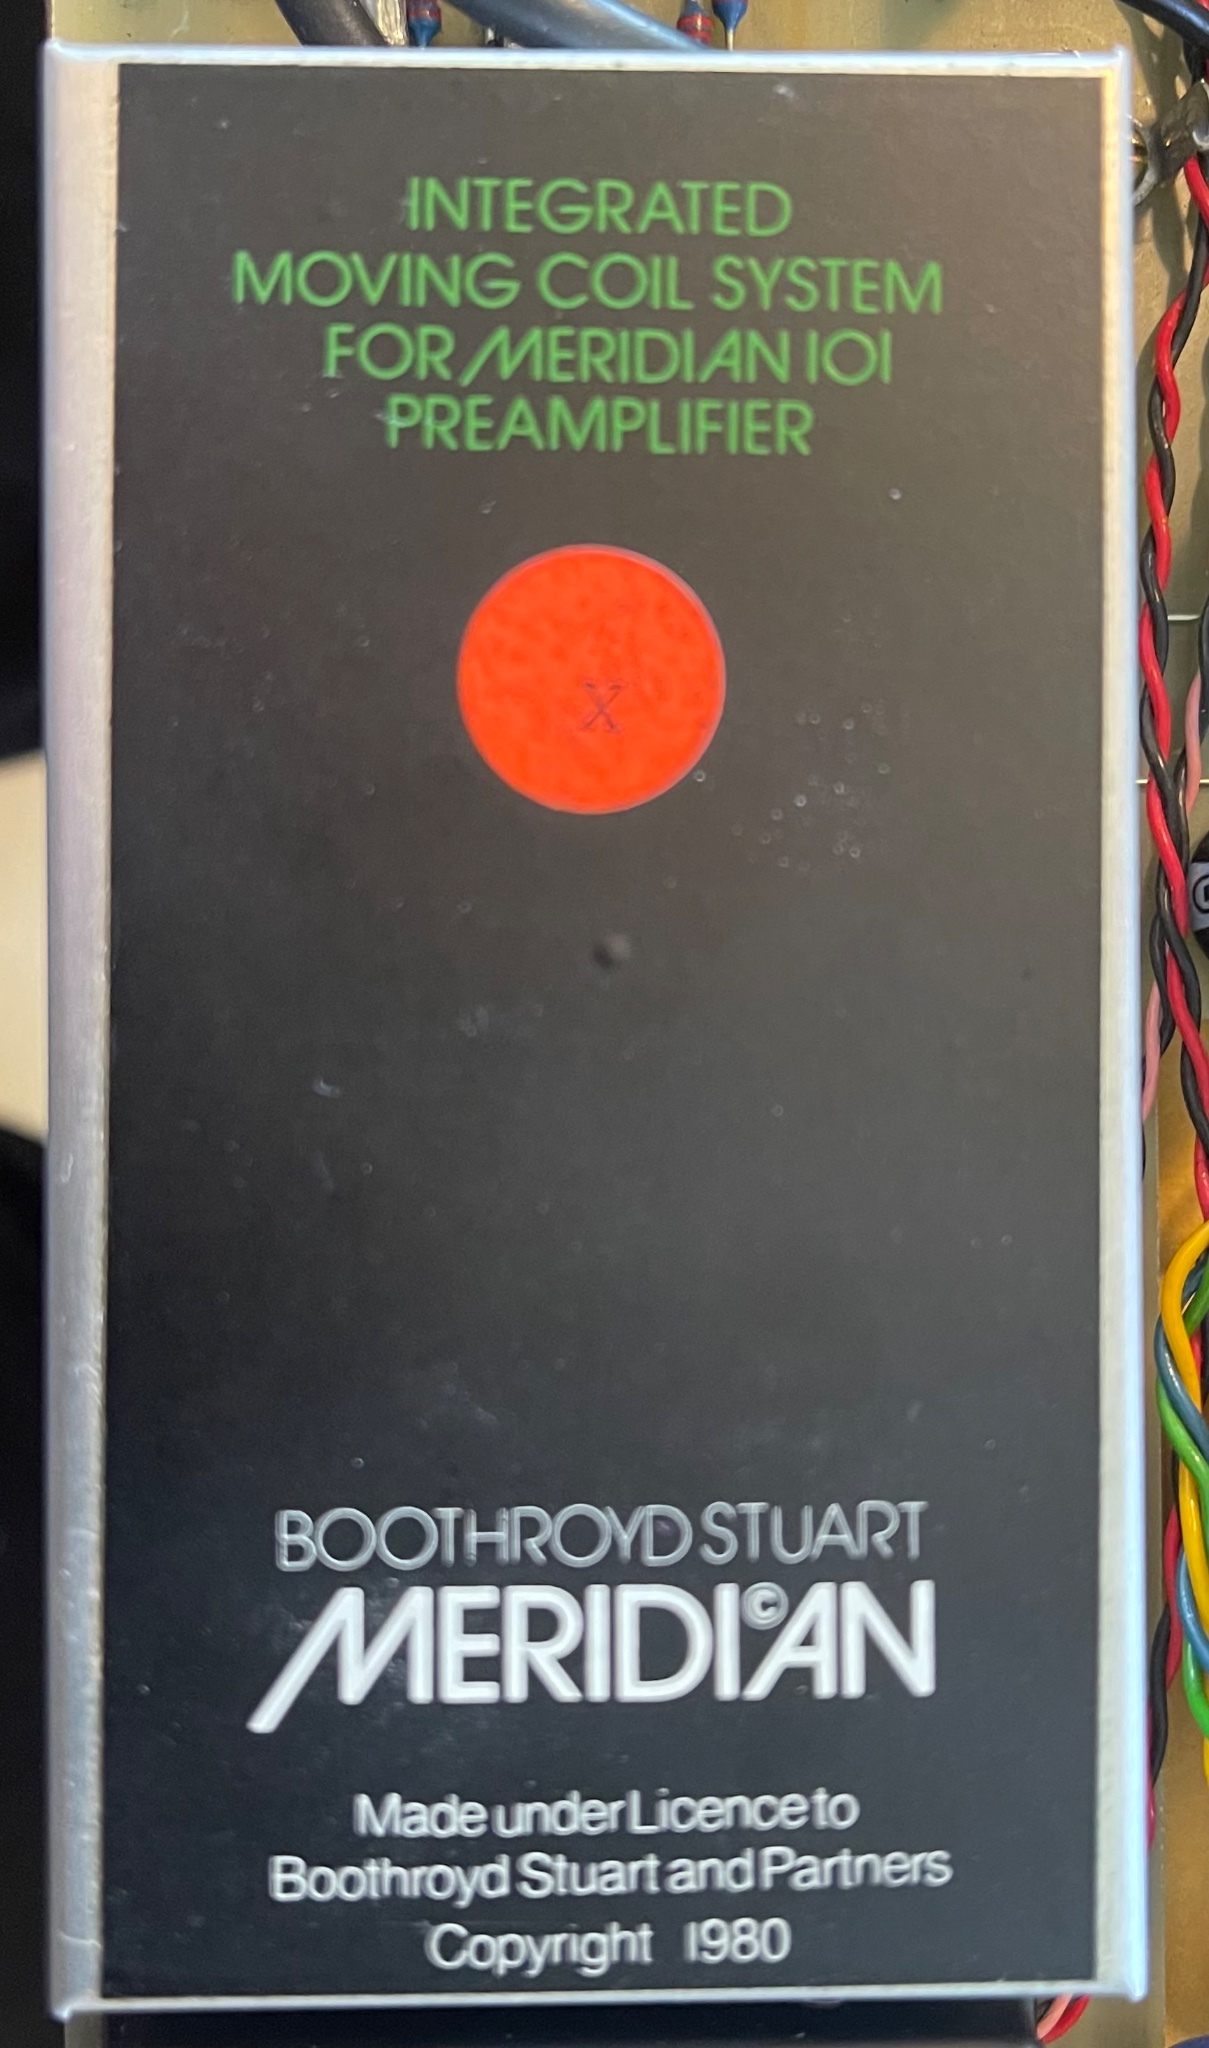 INTEGRATED
MOVING COIL SYSTEM
FOR MERIDIAN 101
PREAMPLIFIER
X
BOOTHROYD STUART
MERIDIAN ©
Made under Licence to
Boothroyd Stuart and Partners
Copyright 1980